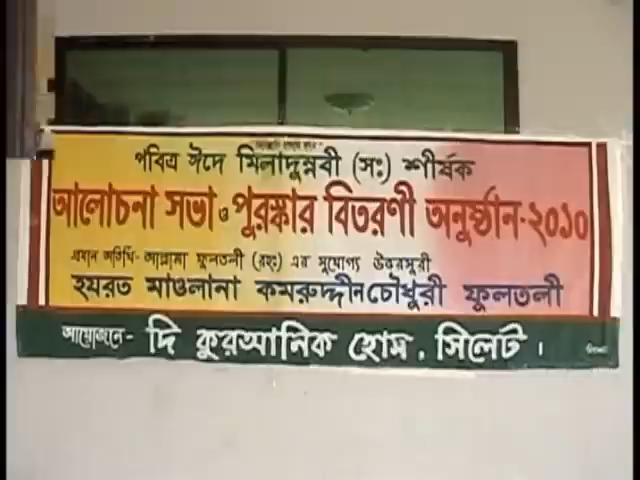 পবিত্র ঈদে মিলাদুন্নবী (স:) শীর্ষক
আলোচনা সভা ও পুরস্কার বিতরণী অনুষ্ঠান-২০১০
প্রধান অতিথি- আল্লামা ফুলতলী (রহ:) এর সুযোগ্য উত্তরসূরী
হযরত মাওলানা কমরুদ্দীন চৌধুরী ফুলতলী
আয়োজনে- দি কুরআনিক হোম, সিলেট।